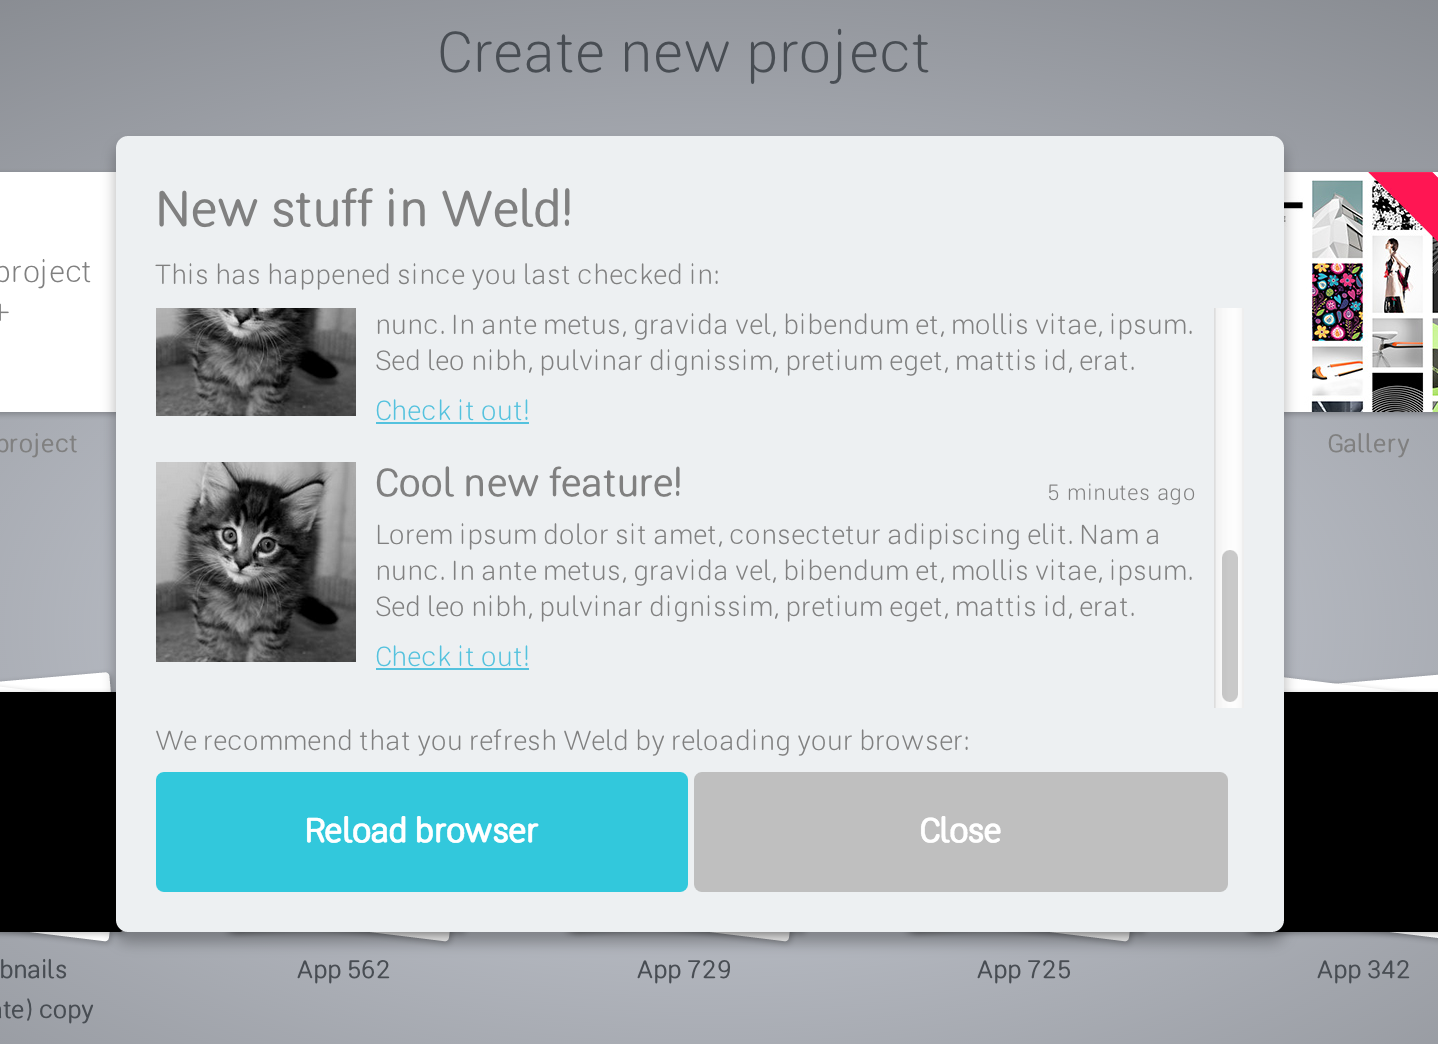 Create new project
New stuff in Weld!
This has happened since you last checked in:
project
+
nunc. In ante metus, gravida vel, bibendum et, mollis vitae, ipsum.
Sed leo nibh, pulvinar dignissim, pretium eget, mattis id, erat.
Check it out!
project
Gallery
Cool new feature!
5 minutes ago
Lorem ipsum dolor sit amet, consectetur adipiscing elit. Nam a
nunc. In ante metus, gravida vel, bibendum et, mollis vitae, ipsum.
Sed leo nibh, pulvinar dignissim, pretium eget, mattis id, erat.
Check it out!
We recommend that you refresh Weld by reloading your browser:
Reload browser
Close
bnails
ate) copy
App 562
App 729
App 725
App 342